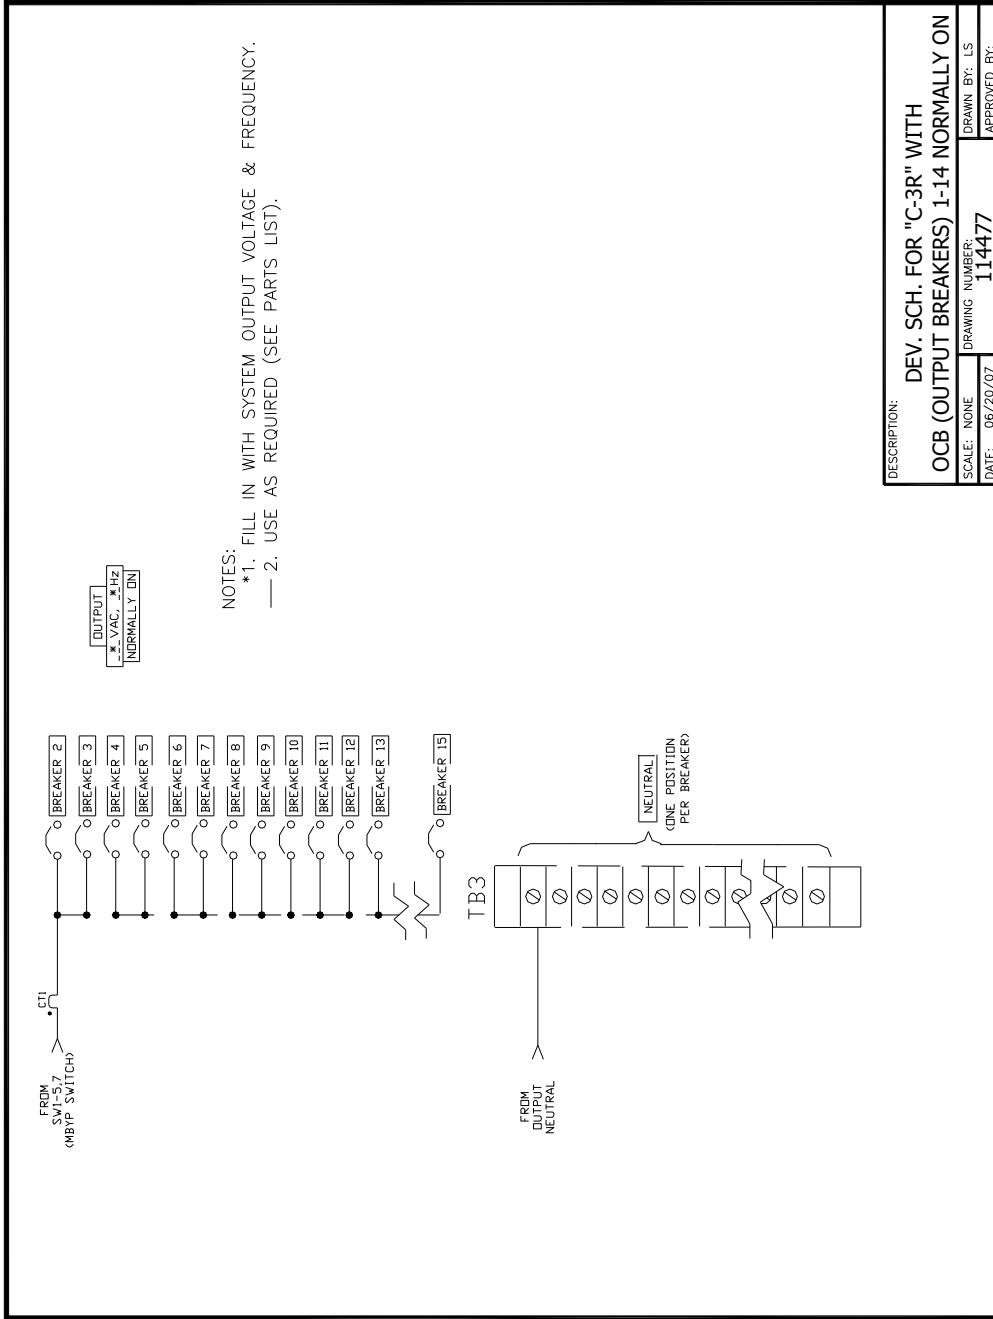 FROM
SW1-5,7
(MBYP SWITCH)
CT1
BREAKER 2
BREAKER 3
BREAKER 4
BREAKER 5
BREAKER 6
BREAKER 7
BREAKER 8
BREAKER 9
BREAKER 10
BREAKER 11
BREAKER 12
BREAKER 13
BREAKER 15
OUTPUT
_*_VAC, _*Hz
NORMALLY ON
NOTES:
*1. FILL IN WITH SYSTEM OUTPUT VOLTAGE & FREQUENCY.
2. USE AS REQUIRED (SEE PARTS LIST).
TB3
FROM
OUTPUT
NEUTRAL
NEUTRAL
(ONE POSITION
PER BREAKER)
DESCRIPTION:
DEV. SCH. FOR "C-3R" WITH
OCB (OUTPUT BREAKERS) 1-14 NORMALLY ON
SCALE: NONE
DRAWING NUMBER:
114477
DRAWN BY: LS
DATE: 06/20/07
APPROVED BY: